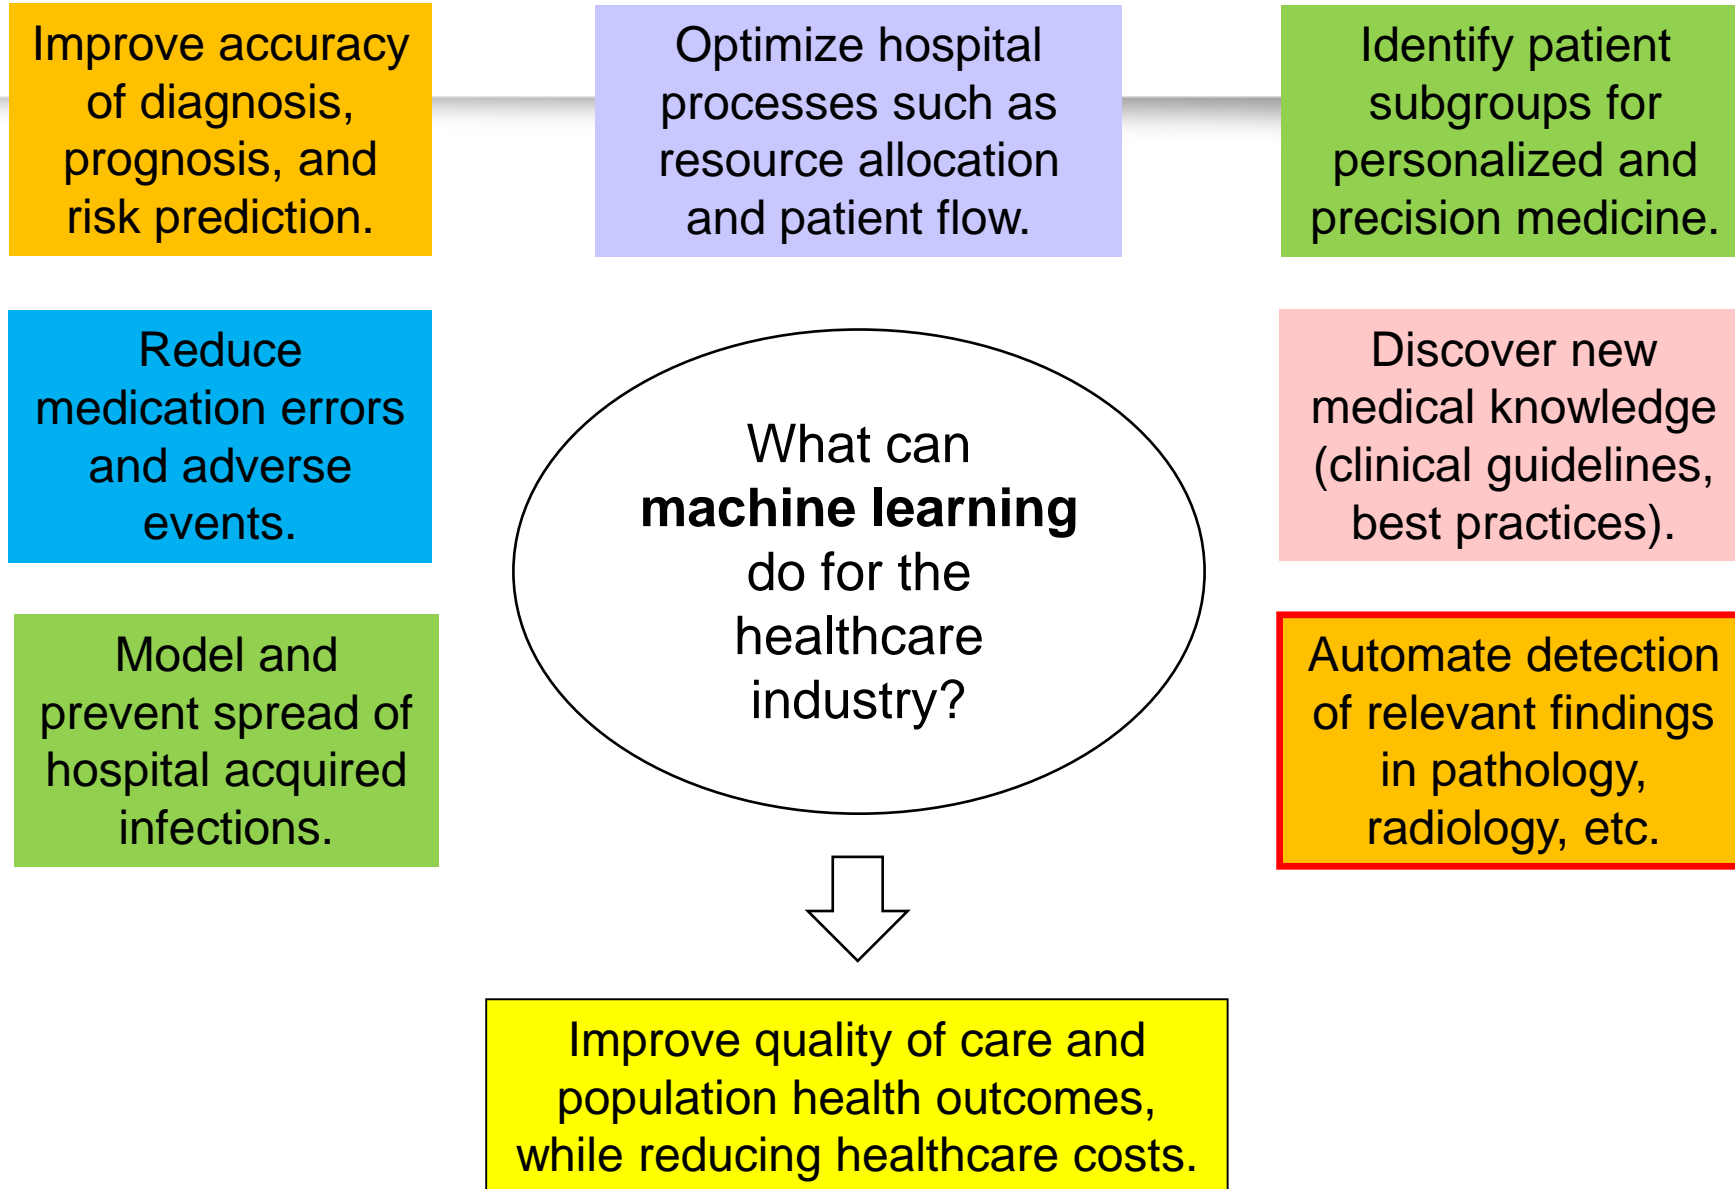 Improve accuracy
of diagnosis,
prognosis, and
risk prediction.
Optimize hospital
processes such as
resource allocation
and patient flow.
Identify patient
subgroups for
personalized and
precision medicine.
Reduce
medication errors
and adverse
events.
What can
machine learning
do for the
healthcare
industry?
Discover new
medical knowledge
(clinical guidelines,
best practices).
Model and
prevent spread of
hospital acquired
infections.
Automate detection
of relevant findings
in pathology,
radiology, etc.
Improve quality of care and
population health outcomes,
while reducing healthcare costs.